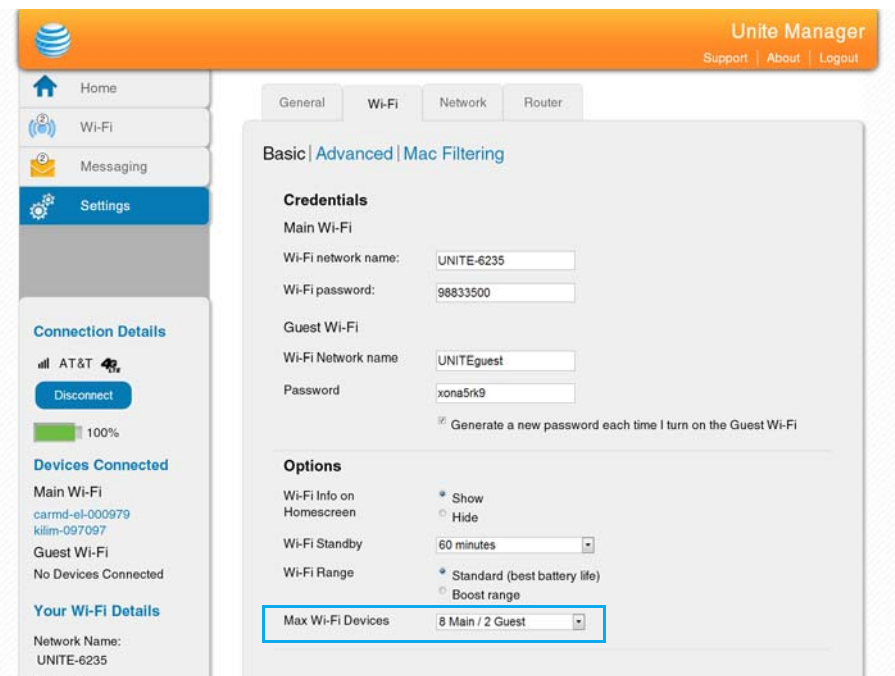 Unite Manager
Support | About | Logout
Home
2
Wi-Fi
2
Messaging
Settings
Connection Details
AT&T 4G LTE
Disconnect
100%
Devices Connected
Main Wi-Fi
carmd-el-000979
kilim-097097
Guest Wi-Fi
No Devices Connected
Your Wi-Fi Details
Network Name:
UNITE-6235
General Wi-Fi Network Router
Basic | Advanced | Mac Filtering
Credentials
Main Wi-Fi
Wi-Fi network name: UNITE-6235
Wi-Fi password: 98833500
Guest Wi-Fi
Wi-Fi Network name UNITEguest
Password xona5rk9
Generate a new password each time I turn on the Guest Wi-Fi
Options
Wi-Fi Info on
Homescreen
Show
Hide
Wi-Fi Standby 60 minutes
Wi-Fi Range Standard (best battery life)
Boost range
Max Wi-Fi Devices 8 Main / 2 Guest